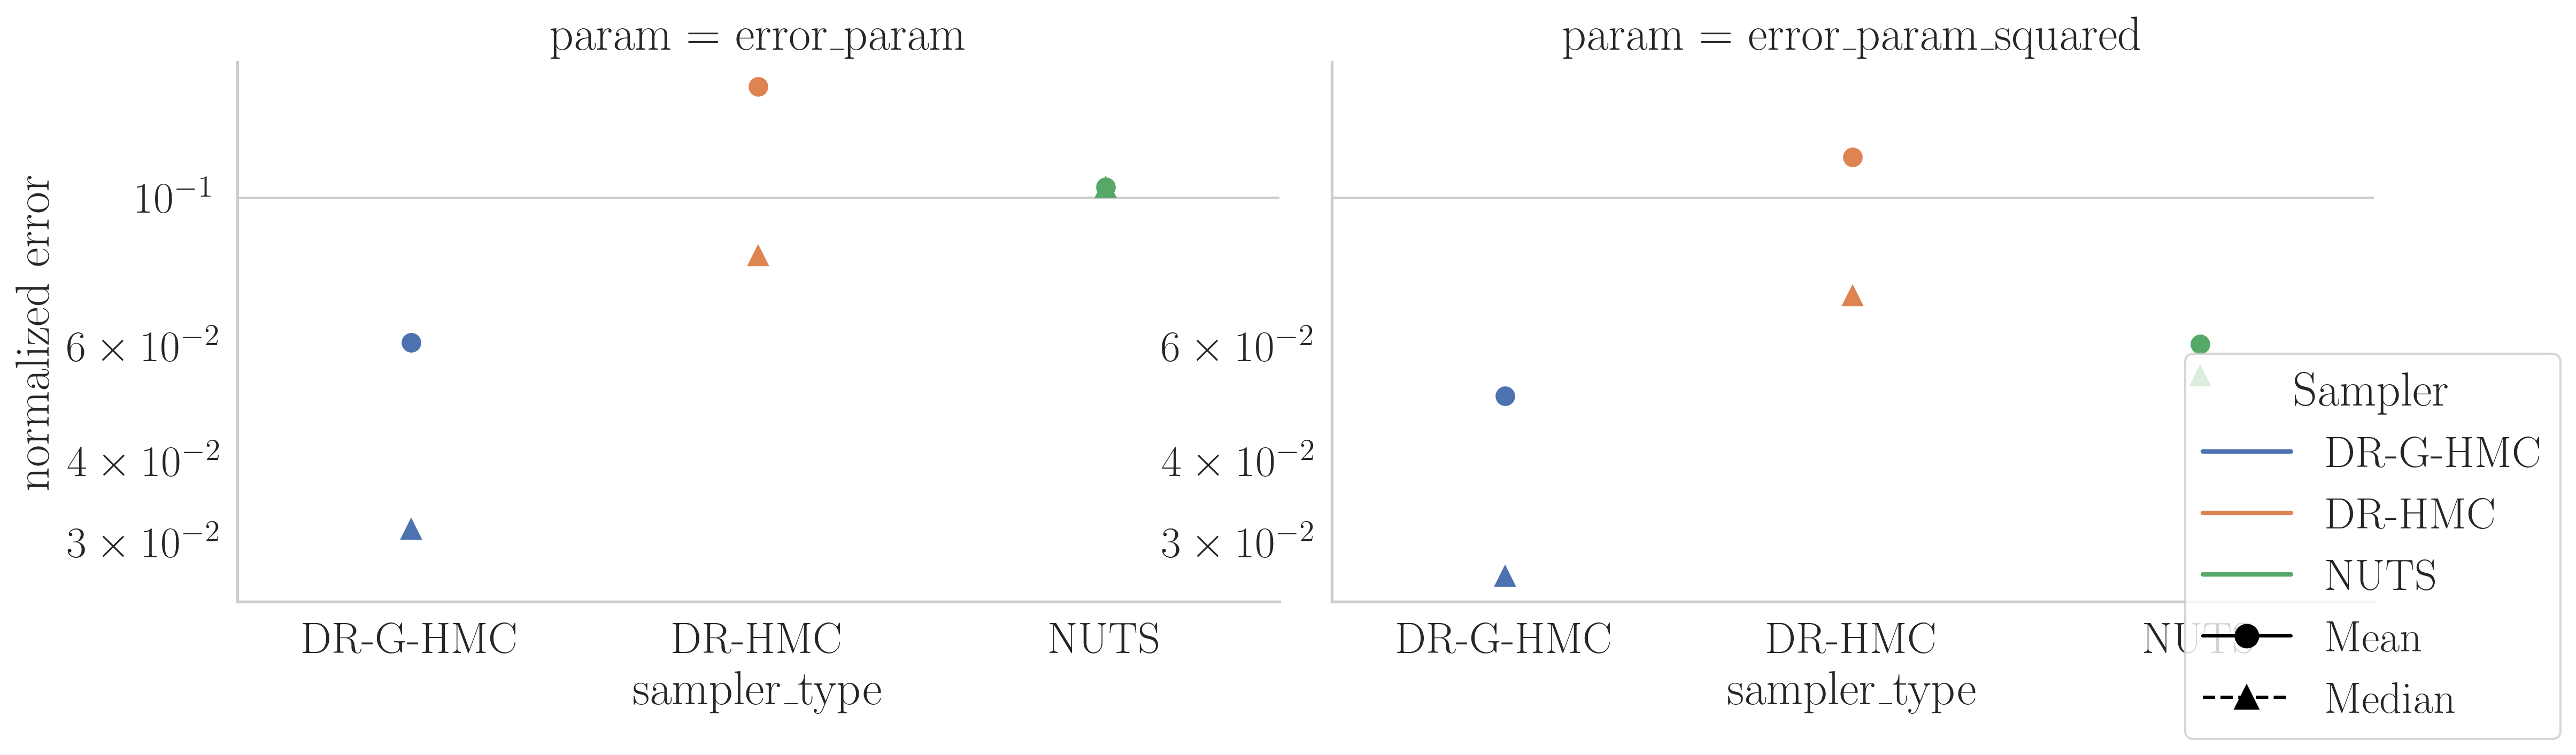 param = error_param
normalized error
10⁻¹
6 × 10⁻²
4 × 10⁻²
3 × 10⁻²
DR-G-HMC
DR-HMC
NUTS
sampler_type
param = error_param_squared
6 × 10⁻²
4 × 10⁻²
3 × 10⁻²
DR-G-HMC
DR-HMC
NUTS
sampler_type
Sampler
DR-G-HMC
DR-HMC
NUTS
Mean
Median